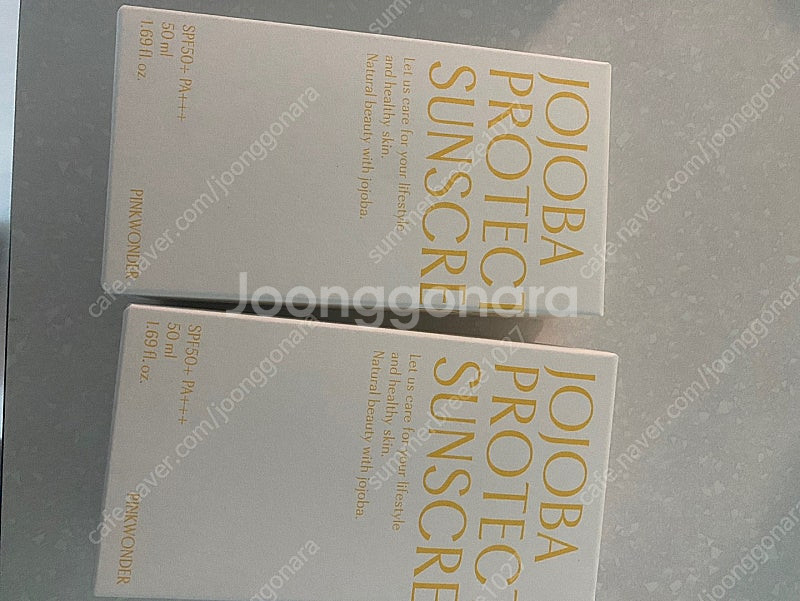 JOJOBA
PROTECT
SUNSCRE
Let us care for your lifestyle
and healthy skin.
Natural beauty with jojoba.
SPF50+ PA+++
50 ml
1.69 fl. oz.
PINKWONDER
JOJOBA
PROTECT
SUNSCRE
Let us care for your lifestyle
and healthy skin.
Natural beauty with jojoba.
SPF50+ PA+++
50 ml
1.69 fl. oz.
PINKWONDER
Joonggonara
cafe.naver.com/joonggonara
summerbreeze1027